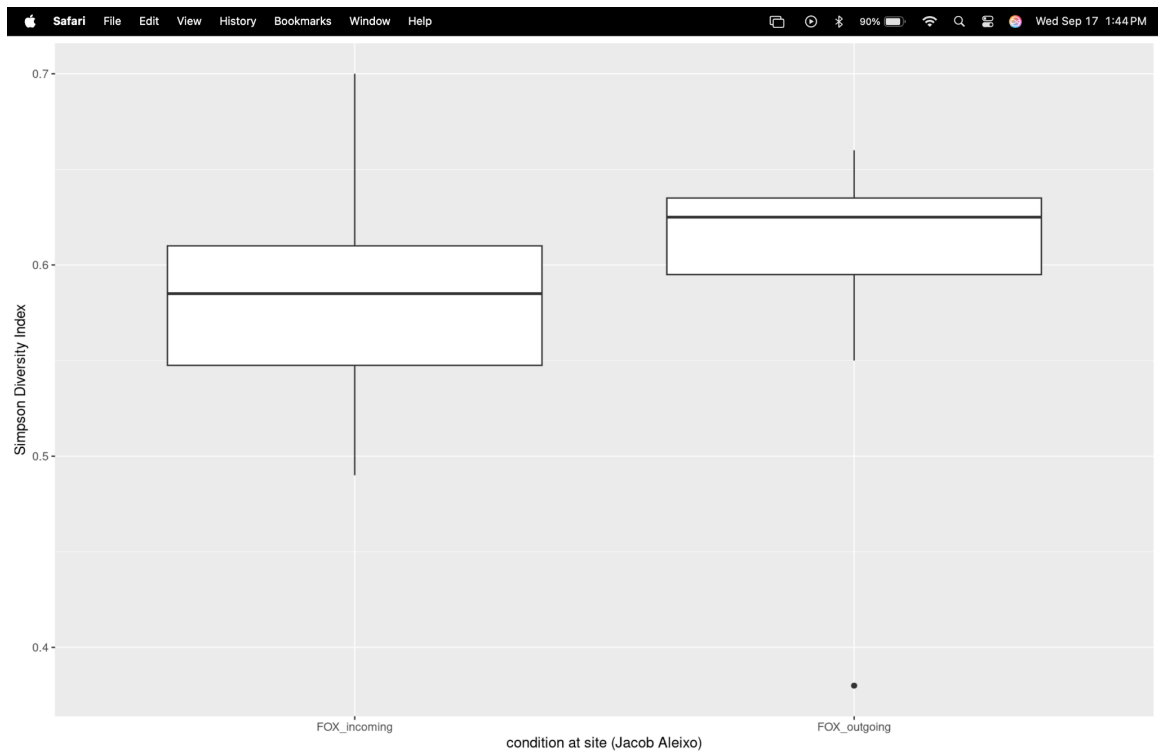 Safari File Edit View History Bookmarks Window Help 90% Wed Sep 17 1:44 PM
0.7
0.6
Simpson Diversity Index
0.5
0.4
FOX_incoming FOX_outgoing
condition at site (Jacob Aleixo)